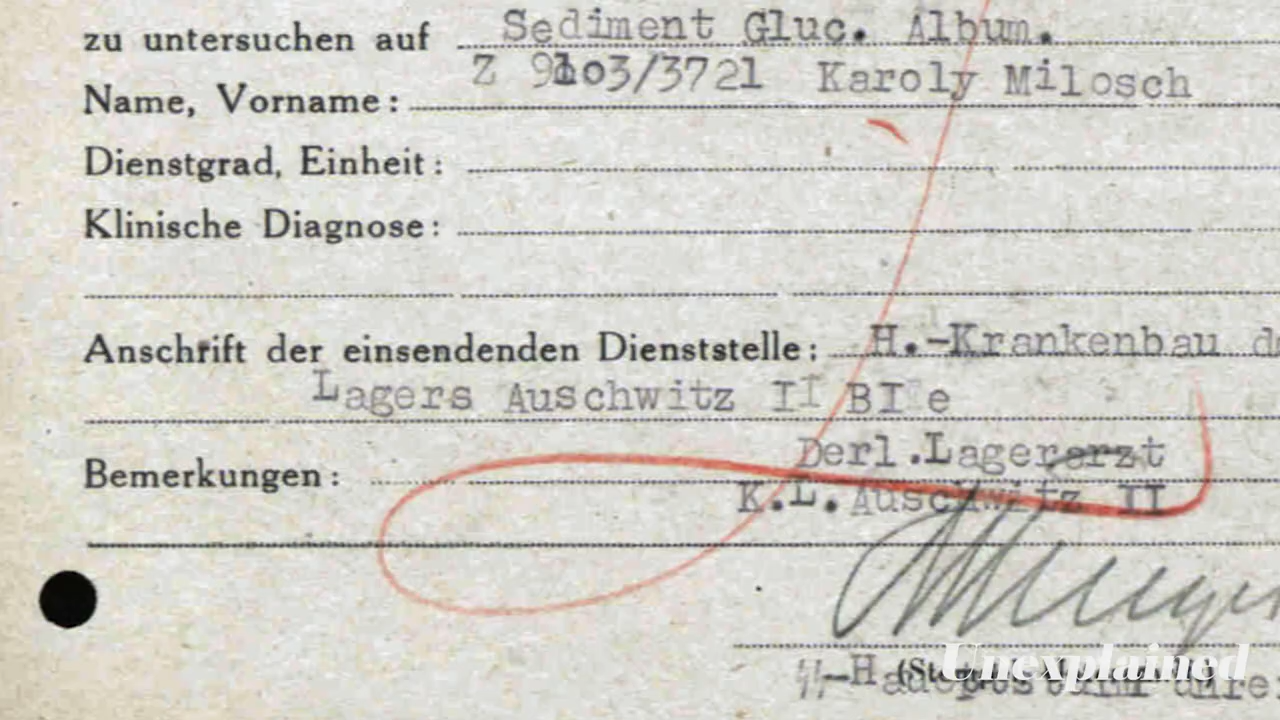 zu untersuchen auf Sediment Gluc. Album.
Z 9103/3721 Karoly Milosch
Name, Vorname:
Dienstgrad, Einheit:
Klinische Diagnose:
Anschrift der einsendenden Dienststelle: H.-Krankenbau d
Lagers Auschwitz II BIIe
Derl.Lagerarzt
Bemerkungen:
K.L.Auschwitz II
Unexplained